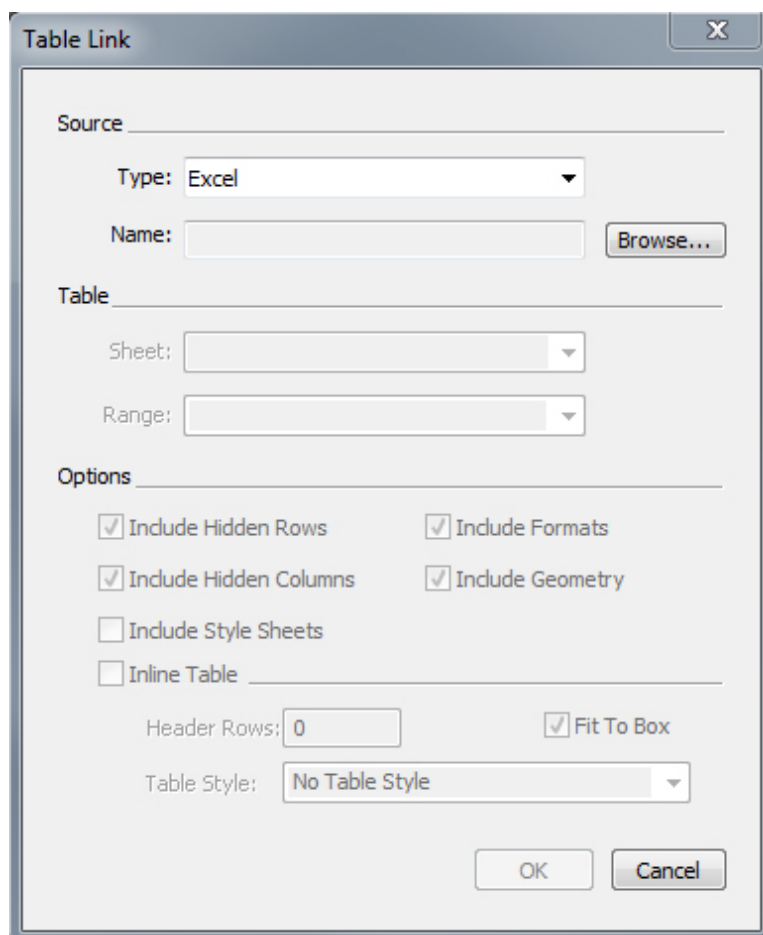 Table Link
Source
Type: Excel
Name: Browse...
Table
Sheet:
Range:
Options
Include Hidden Rows Include Formats
Include Hidden Columns Include Geometry
Include Style Sheets
Inline Table
Header Rows: 0 Fit To Box
Table Style: No Table Style
OK Cancel